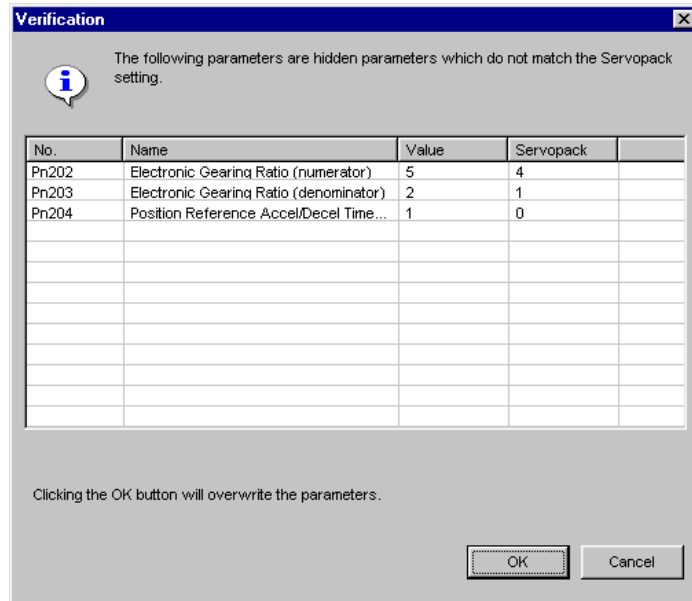 Verification
The following parameters are hidden parameters which do not match the Servopack
setting.
No. Name Value Servopack
Pn202 Electronic Gearing Ratio (numerator) 5 4
Pn203 Electronic Gearing Ratio (denominator) 2 1
Pn204 Position Reference Accel/Decel Time... 1 0
Clicking the OK button will overwrite the parameters.
OK Cancel